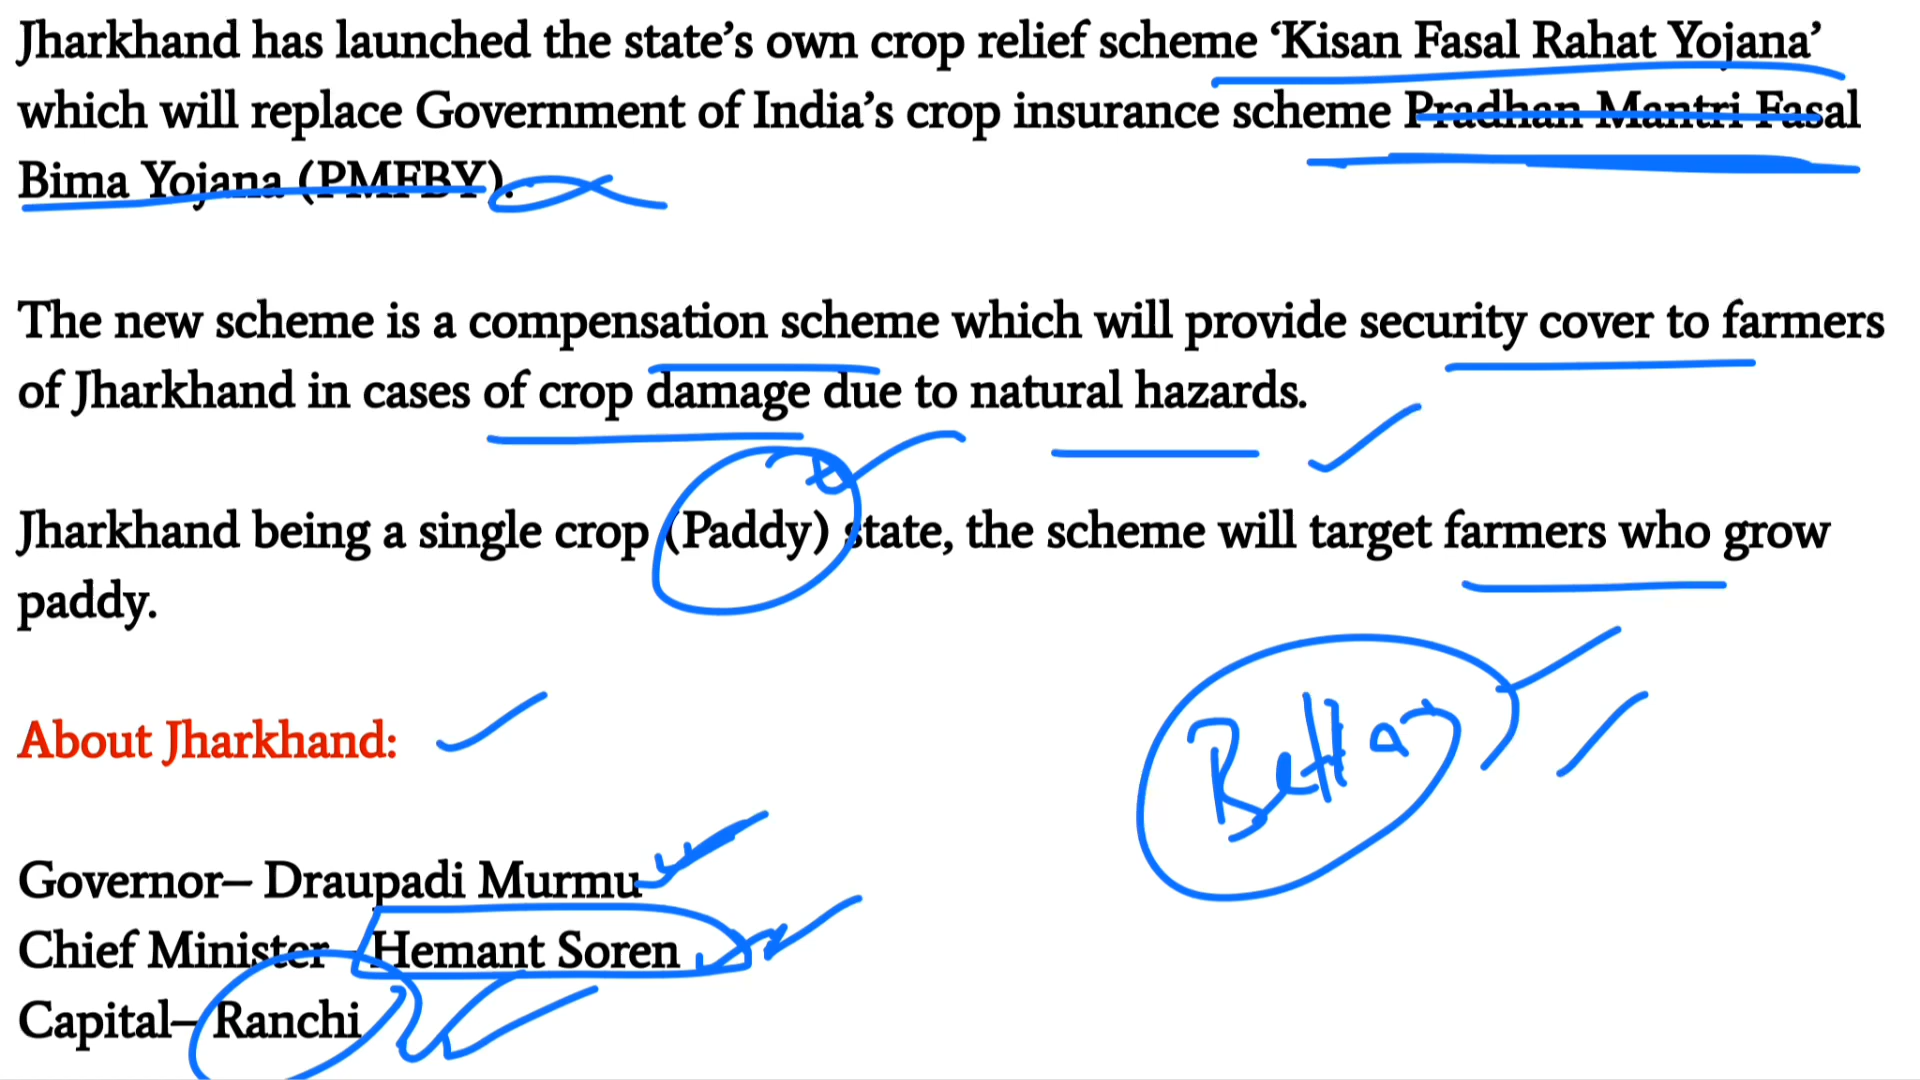 Jharkhand has launched the state’s own crop relief scheme ‘Kisan Fasal Rahat Yojana’
which will replace Government of India’s crop insurance scheme Pradhan Mantri Fasal
Bima Yojana (PMFBY).
The new scheme is a compensation scheme which will provide security cover to farmers
of Jharkhand in cases of crop damage due to natural hazards.
Jharkhand being a single crop (Paddy) state, the scheme will target farmers who grow
paddy.
About Jharkhand:
Governor– Draupadi Murmu
Chief Minister– Hemant Soren
Capital– Ranchi